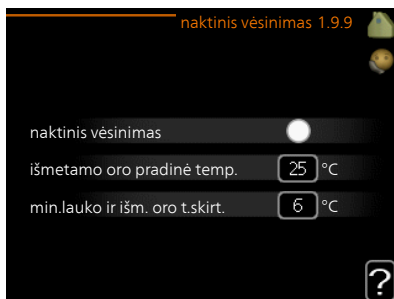 naktinis vėsinimas 1.9.9
naktinis vėsinimas
išmetamo oro pradinė temp. 25 °C
min.lauko ir išm. oro t.skirt. 6 °C
?